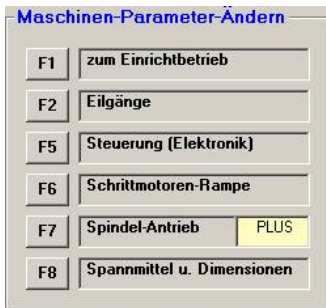 Maschinen-Parameter-Ändern
F1 zum Einrichtbetrieb
F2 Eilgänge
F5 Steuerung (Elektronik)
F6 Schrittmotoren-Rampe
F7 Spindel-Antrieb PLUS
F8 Spannmittel u. Dimensionen